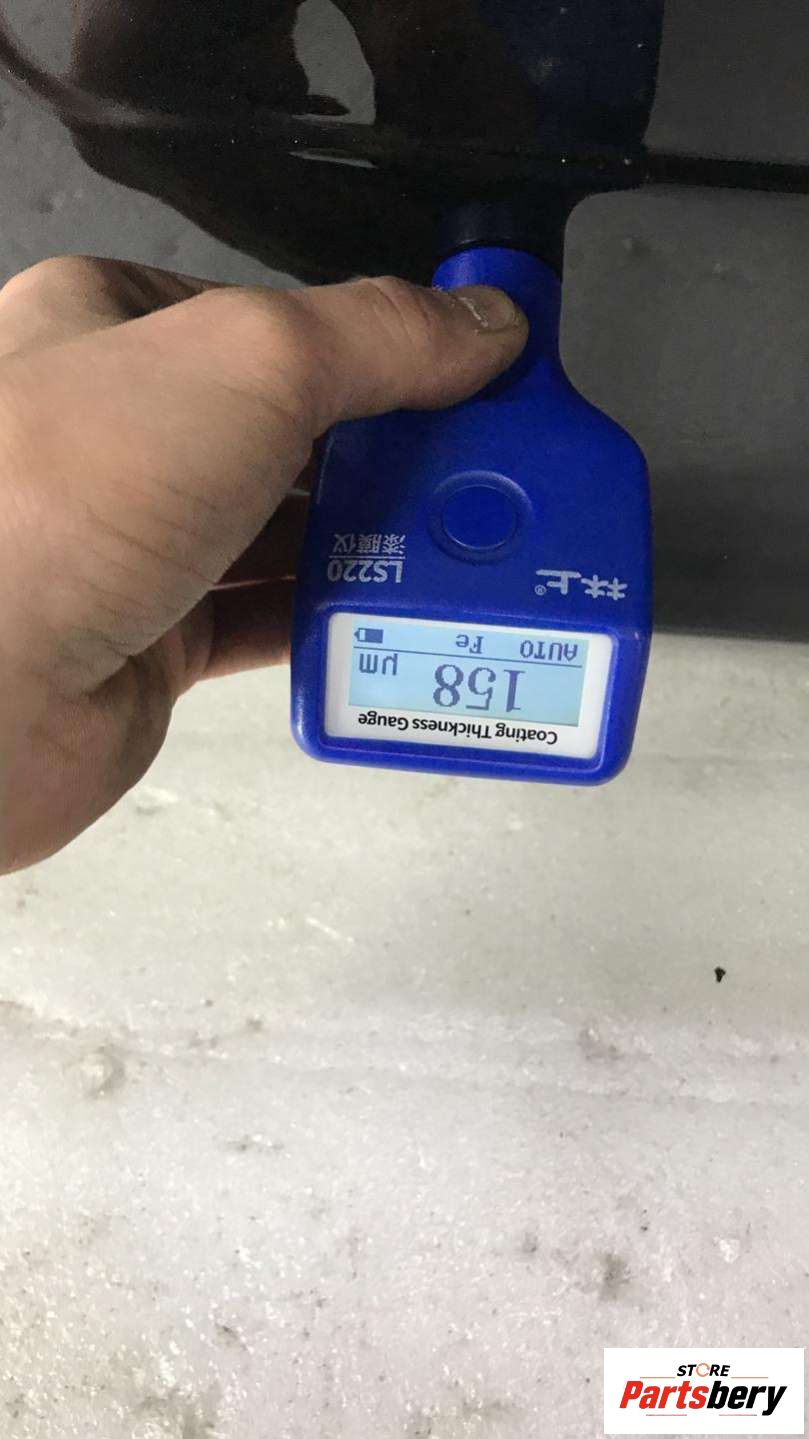 Coating Thickness Gauge
158 μm
AUTO Fe
林上®
LS220
漆膜仪
STORE
Partsbery